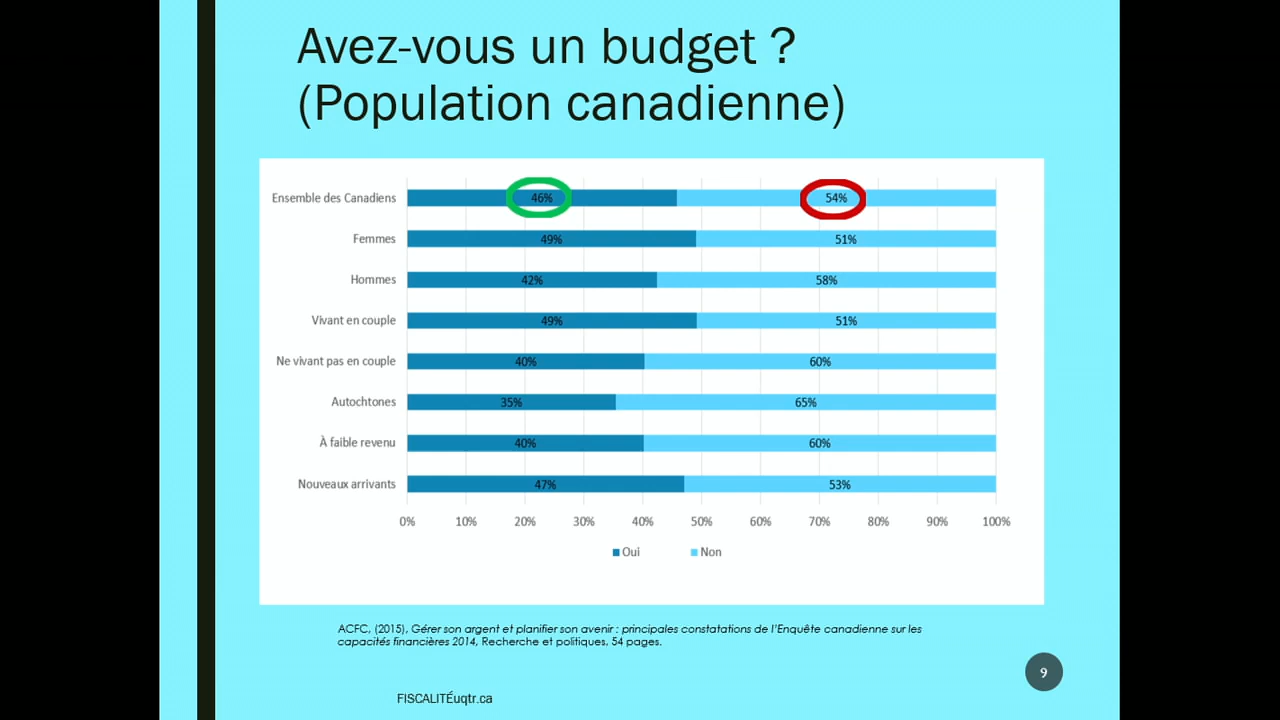 Avez-vous un budget ?
(Population canadienne)
Ensemble des Canadiens 46% 54%
Femmes 49% 51%
Hommes 42% 58%
Vivant en couple 49% 51%
Ne vivant pas en couple 40% 60%
Autochtones 35% 65%
À faible revenu 40% 60%
Nouveaux arrivants 47% 53%
0% 10% 20% 30% 40% 50% 60% 70% 80% 90% 100%
Oui Non
ACFC, (2015), Gérer son argent et planifier son avenir : principales constatations de l'Enquête canadienne sur les
capacités financières 2014, Recherche et politiques, 54 pages.
9
FISCALITÉuqtr.ca